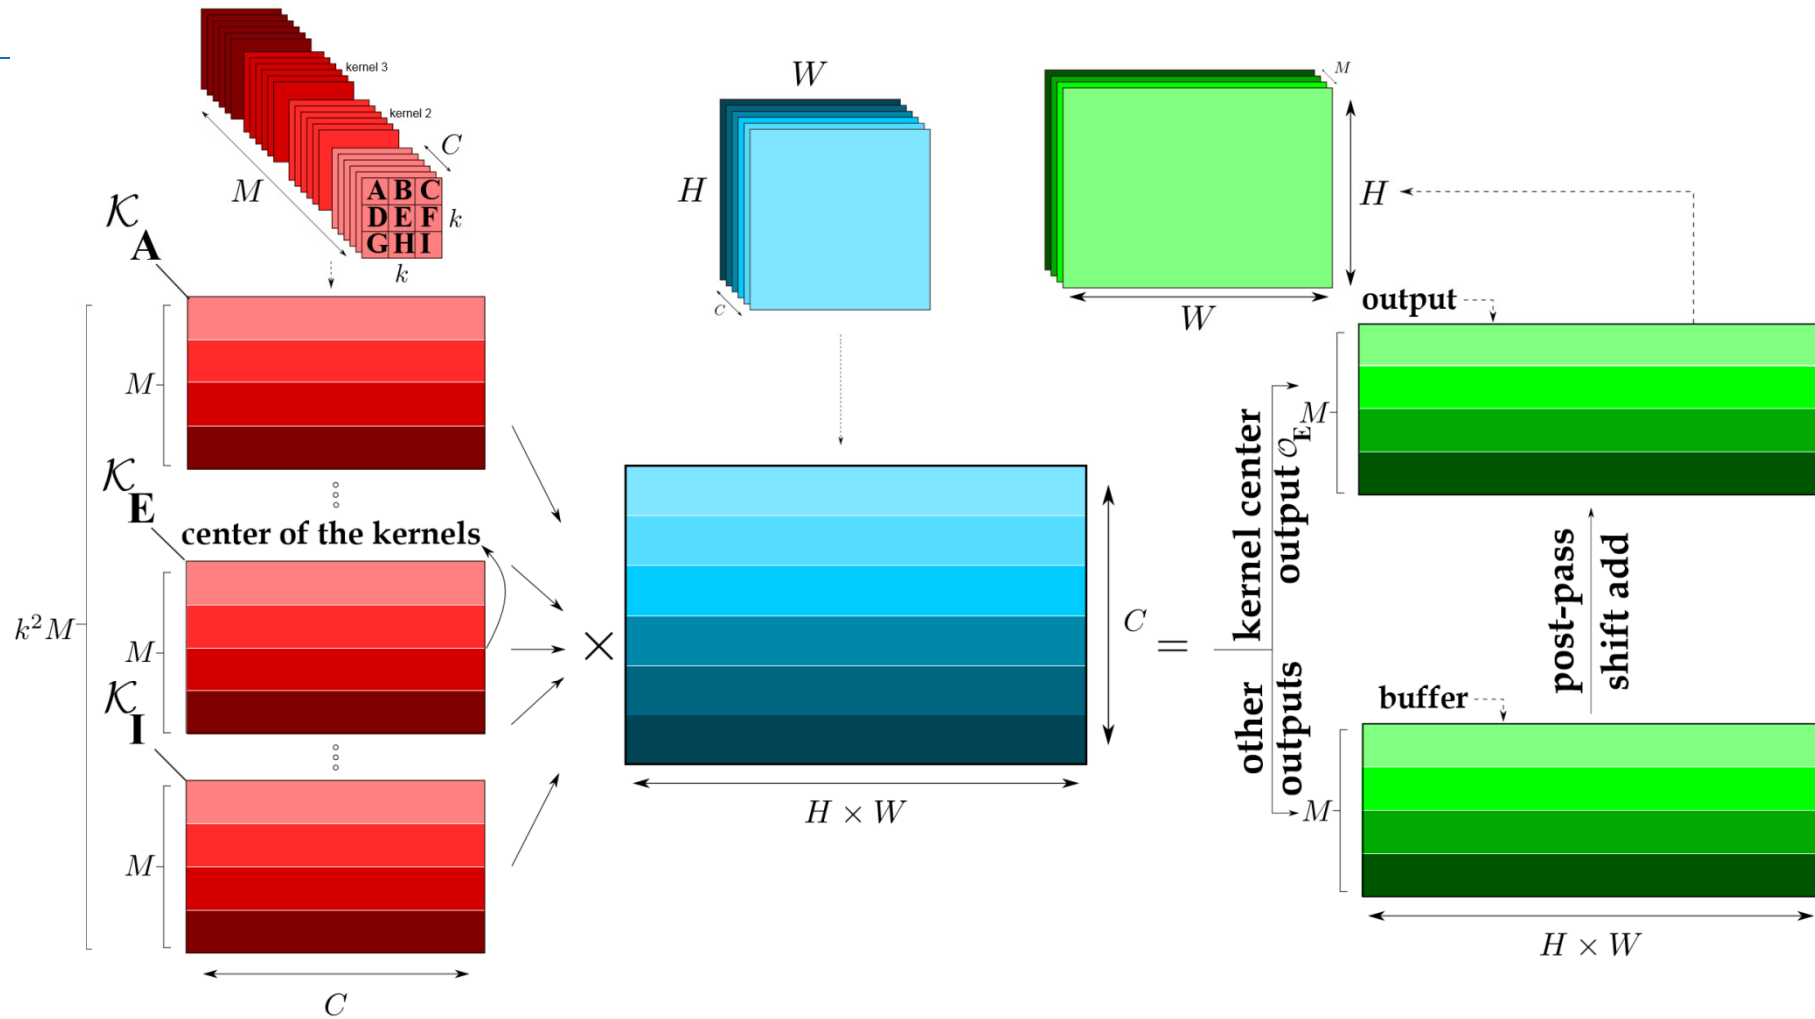 kernel 3
kernel 2
C
M
A B C
D E F
G H I
k
k
W
H
C
M
H
W
𝒦
A
M
𝒦
E
center of the kernels
M
k² M
𝒦
I
M
C
×
C
H × W
=
kernel center
output 𝒪E
other
outputs
output
M
post-pass
shift add
buffer
M
H × W